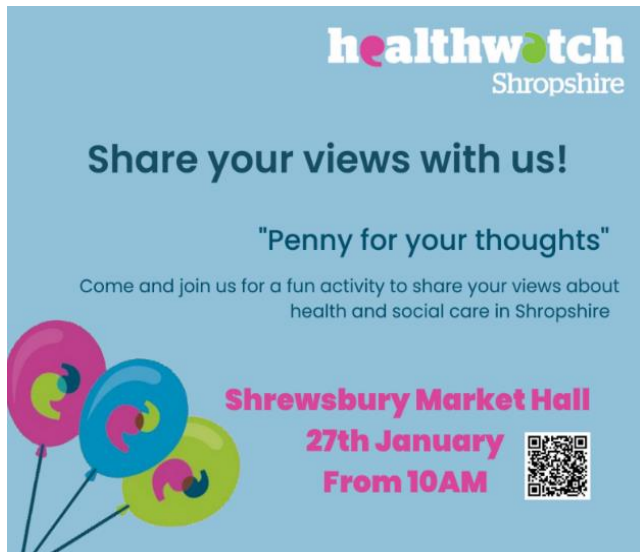 healthwatch
Shropshire
Share your views with us!
"Penny for your thoughts"
Come and join us for a fun activity to share your views about
health and social care in Shropshire
Shrewsbury Market Hall
27th January
From 10AM